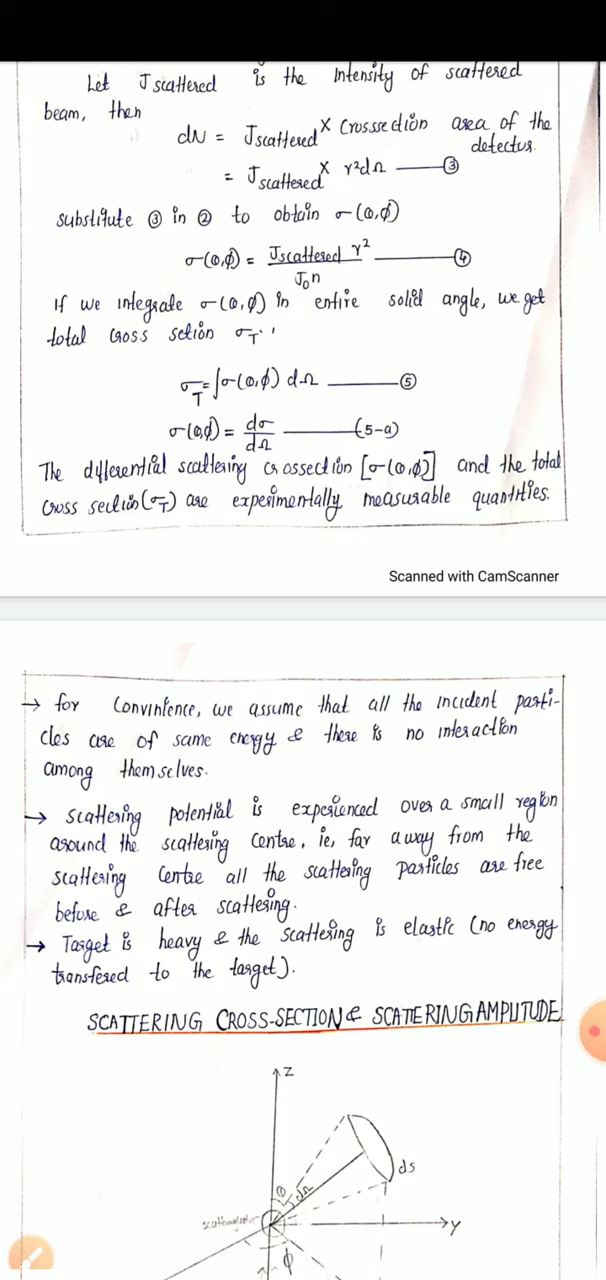 Let Jscattered is the Intensity of scattered
beam, then
dN = Jscattered × Crosssection area of the
detector.
= Jscattered × r²dΩ ——— ③
substitute ③ in ② to obtain σ(θ,ϕ)
σ(θ,ϕ) = Jscattered r² / J₀n ——— ④
If we integrate σ(θ,ϕ) in entire solid angle, we get
total cross section σT.
σT = ∫σ(θ,ϕ) dΩ ——— ⑤
σ(θ,ϕ) = dσ/dΩ ——— (5-a)
The differential scattering crossection [σ(θ,ϕ)] and the total
cross section (σT) are experimentally measurable quantities.
Scanned with CamScanner
→ for Convinience, we assume that all the incident parti-
cles are of same energy & there is no interaction
among themselves.
→ scattering potential is experienced over a small region
around the scattering Centre, ie, far away from the
scattering Centre all the scattering particles are free
before & after scattering.
→ Target is heavy & the scattering is elastic (no energy
transfered to the target).
SCATTERING CROSS-SECTION & SCATTERING AMPLITUDE
Z
ds
θ
dΩ
Y
ϕ